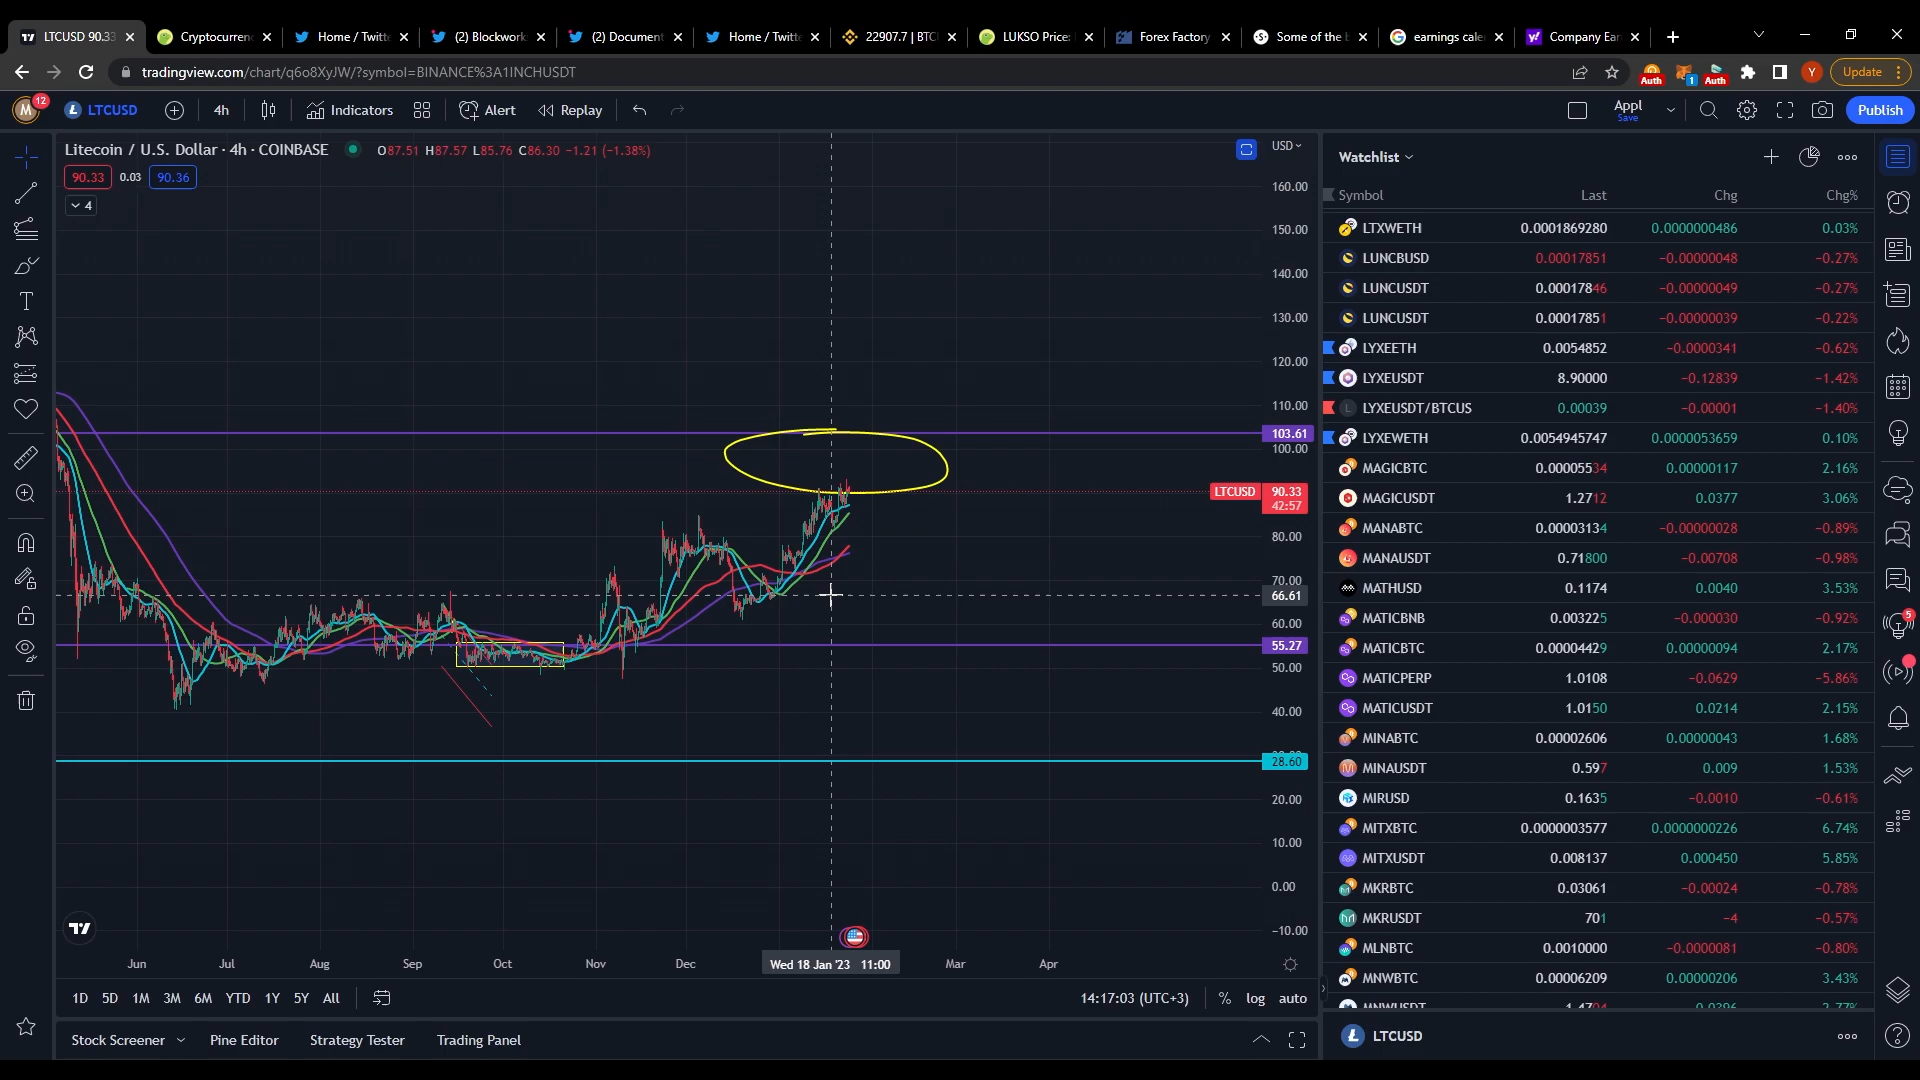 LTCUSD 90.33
Cryptocurren
Home / Twitte
(2) Blockwork
(2) Document
Home / Twitte
22907.7 | BTC
LUKSO Price:
Forex Factory
Some of the b
earnings cale
Company Ear
tradingview.com/chart/q6o8XyJW/?symbol=BINANCE%3A1INCHUSDT
Auth
1
Auth
Y
Update
M
12
LTCUSD
4h
Indicators
Alert
Replay
Appl
Save
Publish
Litecoin / U.S. Dollar · 4h · COINBASE
O87.51 H87.57 L85.76 C86.30 −1.21 (−1.38%)
90.33 0.03 90.36
4
USD
160.00
150.00
140.00
130.00
120.00
110.00
103.61
100.00
LTCUSD 90.33
42:57
80.00
70.00
66.61
60.00
55.27
50.00
40.00
28.60
20.00
10.00
0.00
−10.00
Jun Jul Aug Sep Oct Nov Dec Wed 18 Jan '23 11:00 Mar Apr
1D 5D 1M 3M 6M YTD 1Y 5Y All
14:17:03 (UTC+3) % log auto
Stock Screener Pine Editor Strategy Tester Trading Panel
Watchlist
Symbol Last Chg Chg%
LTXWETH 0.0001869280 0.0000000486 0.03%
LUNCBUSD 0.00017851 −0.00000048 −0.27%
LUNCUSDT 0.00017846 −0.00000049 −0.27%
LUNCUSDT 0.00017851 −0.00000039 −0.22%
LYXEETH 0.0054852 −0.0000341 −0.62%
LYXEUSDT 8.90000 −0.12839 −1.42%
L LYXEUSDT/BTCUS 0.00039 −0.00001 −1.40%
LYXEWETH 0.0054945747 0.0000053659 0.10%
MAGICBTC 0.00005534 0.00000117 2.16%
MAGICUSDT 1.2712 0.0377 3.06%
MANABTC 0.00003134 −0.00000028 −0.89%
MANAUSDT 0.71800 −0.00708 −0.98%
MATHUSD 0.1174 0.0040 3.53%
MATICBNB 0.003225 −0.000030 −0.92%
MATICBTC 0.00004429 0.00000094 2.17%
MATICPERP 1.0108 −0.0629 −5.86%
MATICUSDT 1.0150 0.0214 2.15%
MINABTC 0.00002606 0.00000043 1.68%
MINAUSDT 0.597 0.009 1.53%
MIRUSD 0.1635 −0.0010 −0.61%
MITXBTC 0.0000003577 0.0000000226 6.74%
MITXUSDT 0.008137 0.000450 5.85%
MKRBTC 0.03061 −0.00024 −0.78%
MKRUSDT 701 −4 −0.57%
MLNBTC 0.0010000 −0.0000081 −0.80%
MNWBTC 0.00006209 0.00000206 3.43%
MNWUSDT 1.4704 0.0396 2.77%
LTCUSD
5